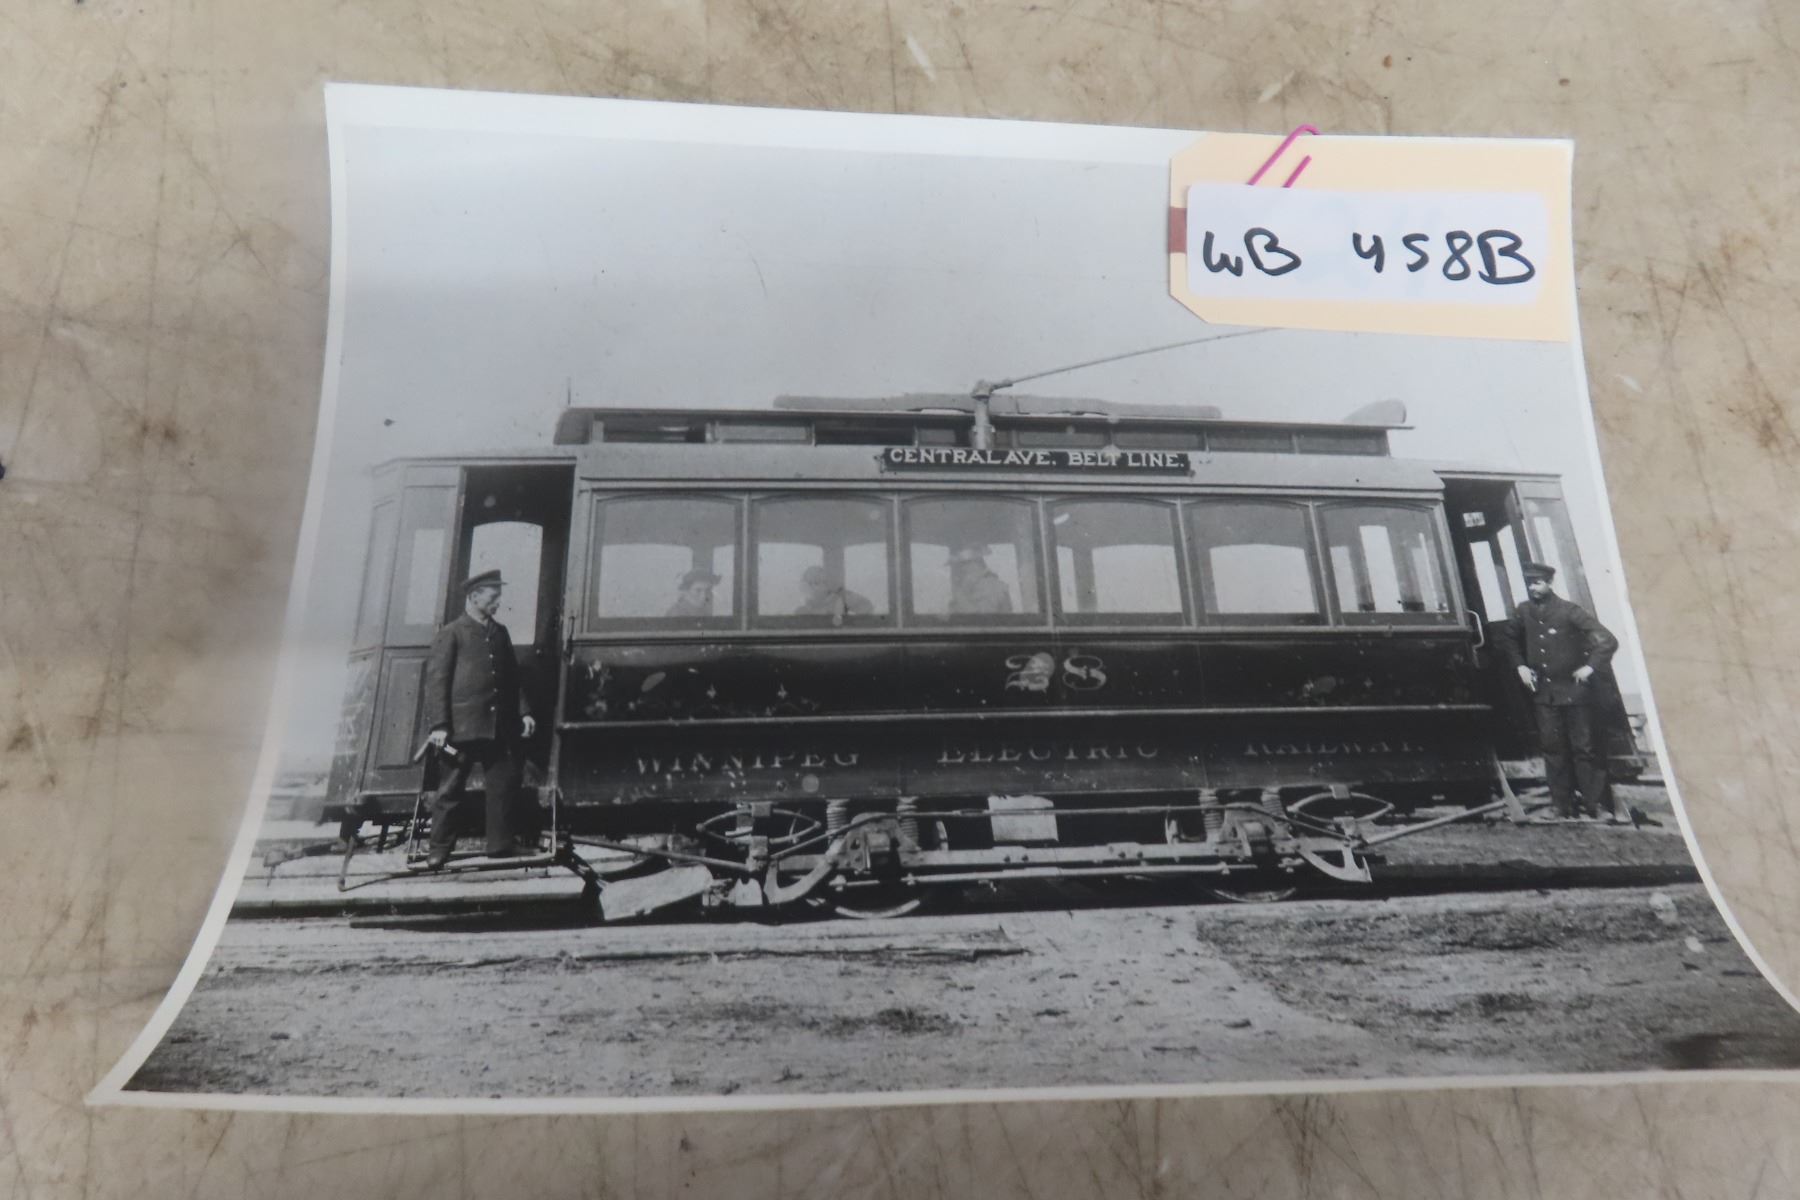 WB 458B
CENTRAL AVE. BELT LINE.
28
WINNIPEG ELECTRIC RAILWAY.